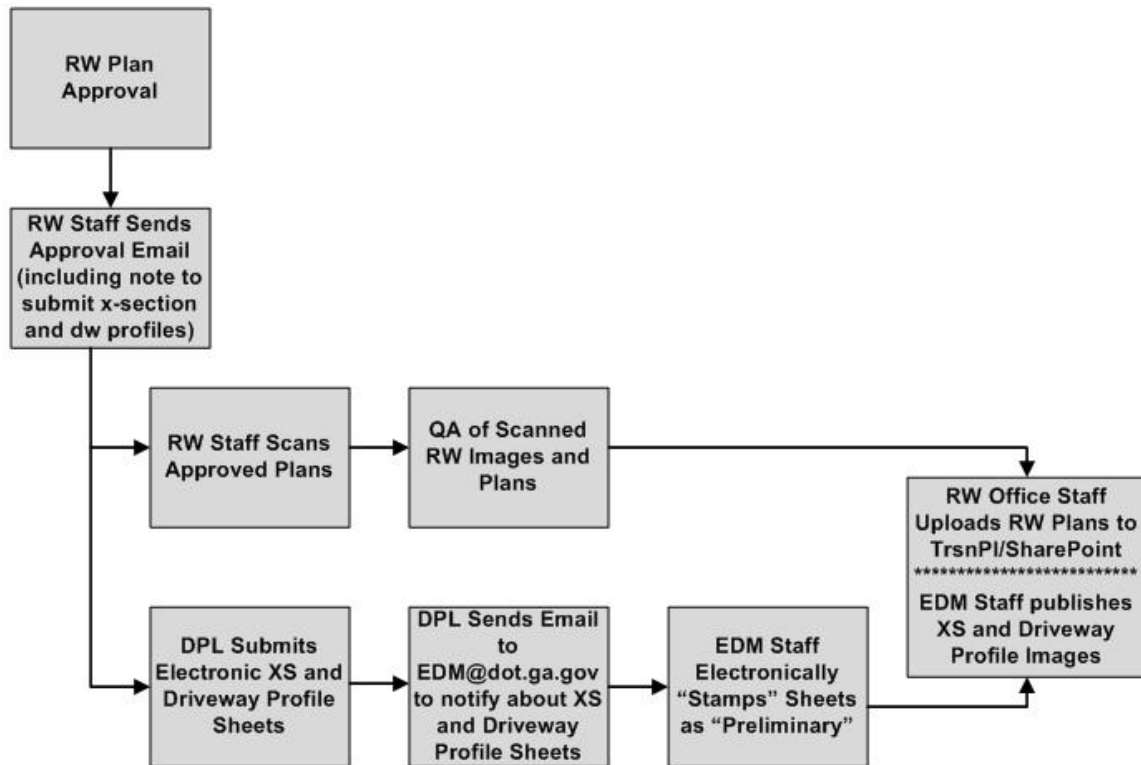 RW Plan
Approval
RW Staff Sends
Approval Email
(including note to
submit x-section
and dw profiles)
RW Staff Scans
Approved Plans
QA of Scanned
RW Images and
Plans
RW Office Staff
Uploads RW Plans to
TrsnPI/SharePoint
**************************
EDM Staff publishes
XS and Driveway
Profile Images
DPL Submits
Electronic XS and
Driveway Profile
Sheets
DPL Sends Email
to
EDM@dot.ga.gov
to notify about XS
and Driveway
Profile Sheets
EDM Staff
Electronically
“Stamps” Sheets
as “Preliminary”